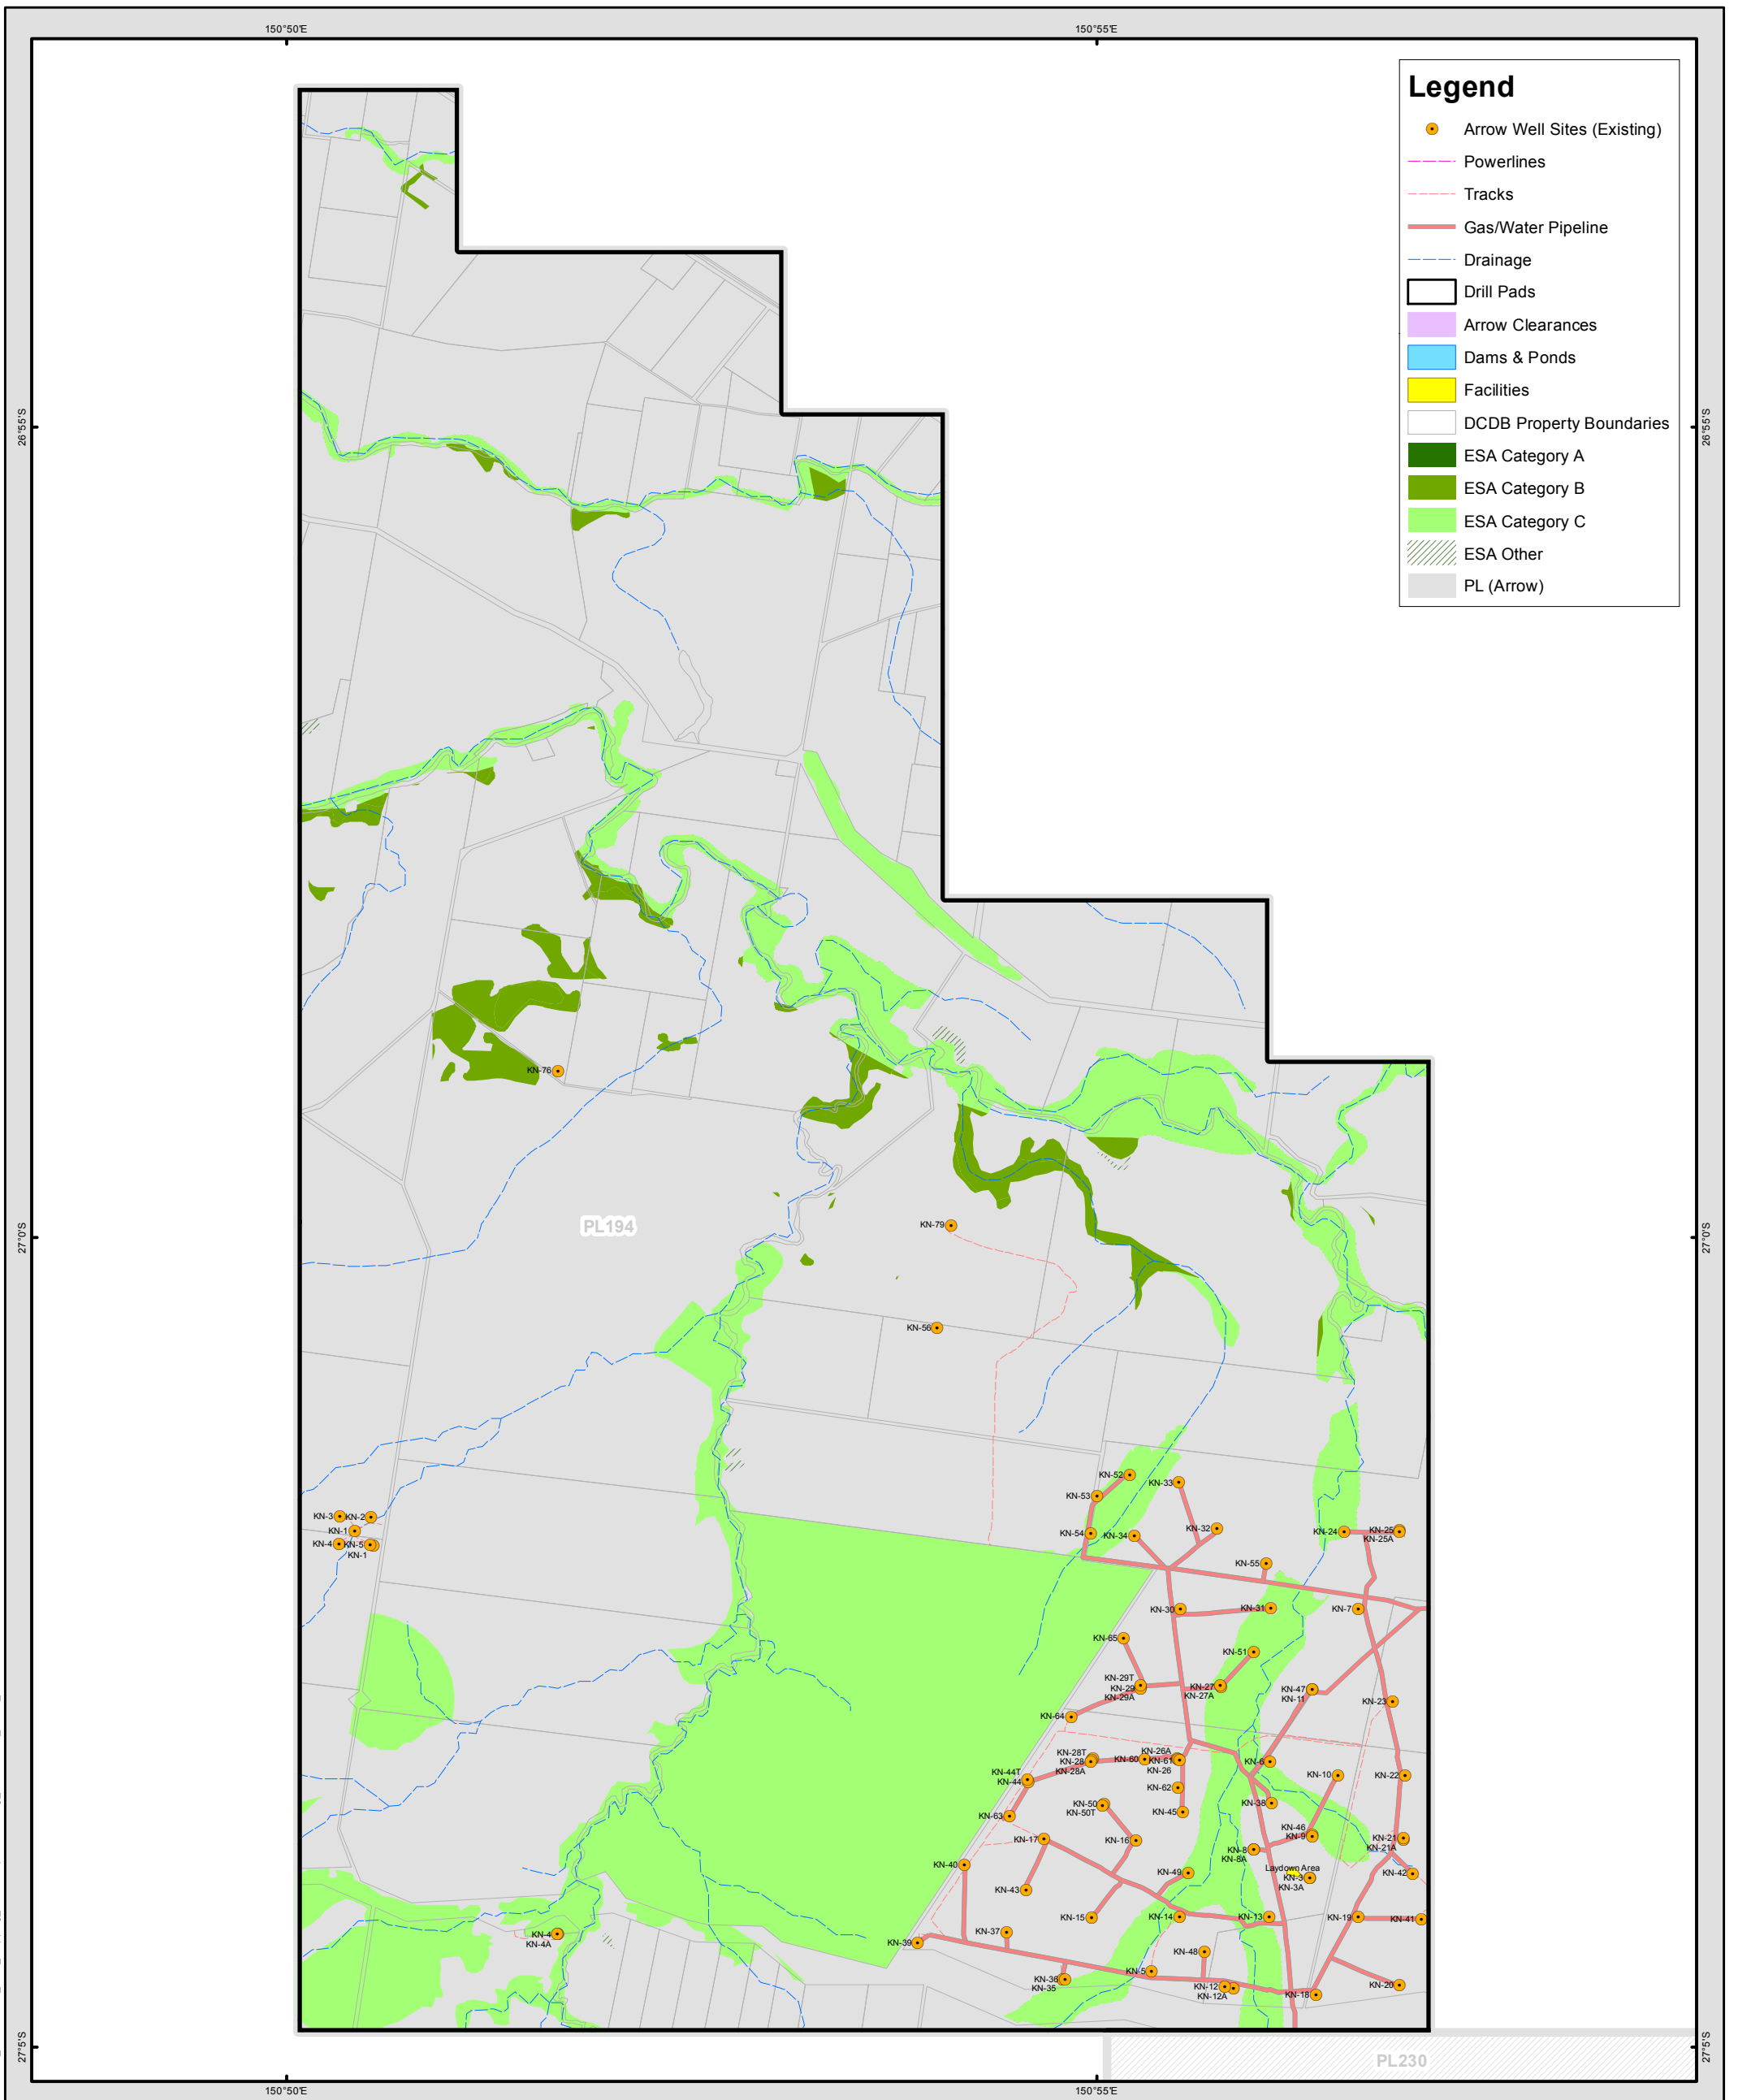 150°50'E
150°55'E
Legend
Arrow Well Sites (Existing)
Powerlines
Tracks
Gas/Water Pipeline
Drainage
Drill Pads
Arrow Clearances
Dams & Ponds
Facilities
DCDB Property Boundaries
ESA Category A
ESA Category B
ESA Category C
ESA Other
PL (Arrow)
26°55'S
26°55'S
KN-76
KN-79
27°0'S
PL194
27°0'S
KN-56
KN-52
KN-33
KN-53
KN-3
KN-2
KN-1
KN-54
KN-34
KN-32
KN-24
KN-25
KN-25A
KN-4
KN-5
KN-1
KN-55
KN-30
KN-31
KN-7
KN-65
KN-51
KN-29T
KN-29
KN-29A
KN-27
KN-27A
KN-47
KN-11
KN-23
KN-64
KN-28T
KN-28
KN-28A
KN-60
KN-26A
KN-61
KN-26
KN-6
KN-44T
KN-44
KN-10
KN-22
KN-62
KN-50
KN-50T
KN-38
KN-63
KN-45
KN-46
KN-9
KN-17
KN-16
KN-21
KN-21A
KN-8
KN-8A
KN-40
Laydown Area
KN-49
KN-3
KN-3A
KN-42
KN-43
KN-15
KN-14
KN-13
KN-19
KN-41
KN-4
KN-4A
KN-37
KN-39
KN-48
KN-5
KN-36
KN-35
KN-12
KN-12A
KN-18
KN-20
27°5'S
27°5'S
PL230
150°50'E
150°55'E